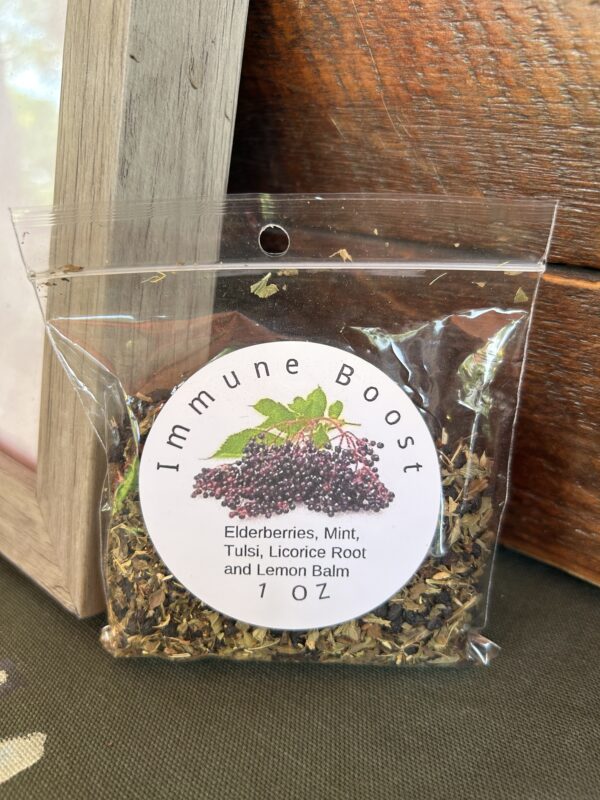 Immune Boost
Elderberries, Mint,
Tulsi, Licorice Root
and Lemon Balm
1 OZ